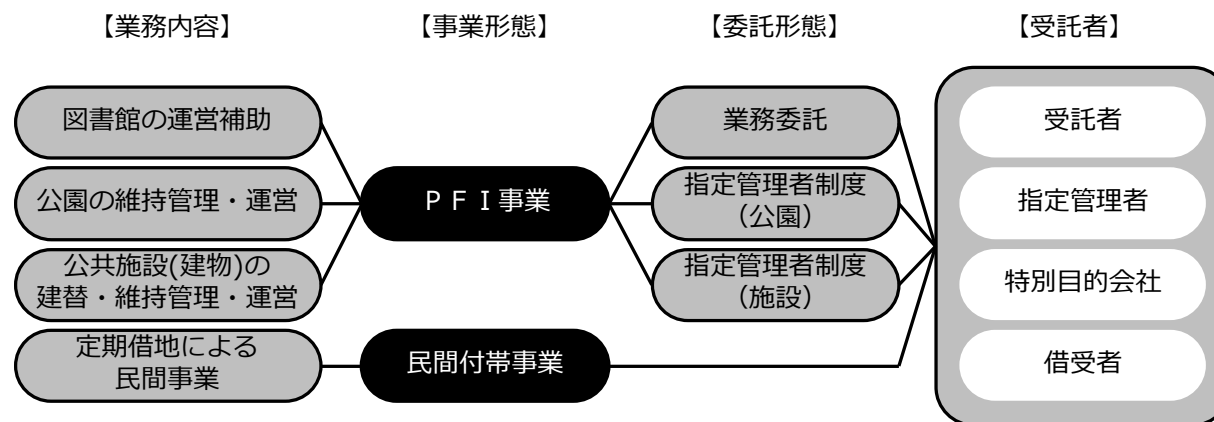 【業務内容】
【事業形態】
【委託形態】
【受託者】
図書館の運営補助
公園の維持管理・運営
公共施設(建物)の
建替・維持管理・運営
定期借地による
民間事業
ＰＦＩ事業
民間付帯事業
業務委託
指定管理者制度
（公園）
指定管理者制度
（施設）
受託者
指定管理者
特別目的会社
借受者